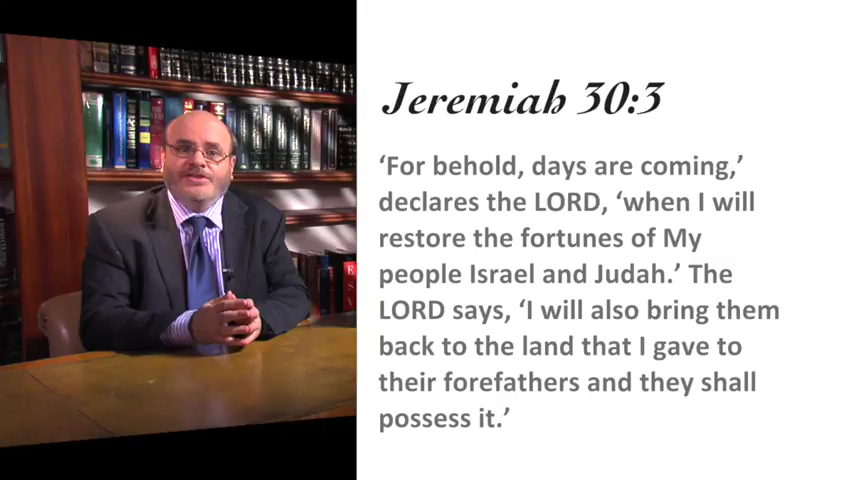 Jeremiah 30:3
‘For behold, days are coming,’
declares the LORD, ‘when I will
restore the fortunes of My
people Israel and Judah.’ The
LORD says, ‘I will also bring them
back to the land that I gave to
their forefathers and they shall
possess it.’